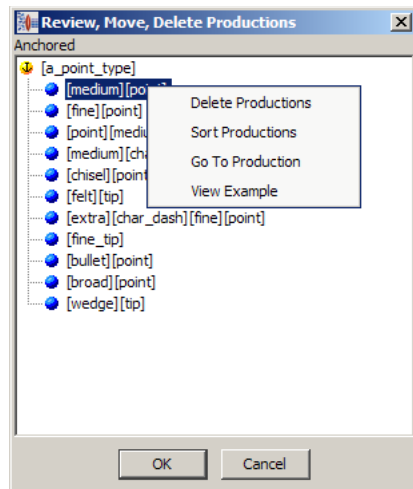 Review, Move, Delete Productions
Anchored
[a_point_type]
[medium][poi
Delete Productions
[fine][point]
Sort Productions
[point][mediu
[medium][cha
Go To Production
[chisel][point
View Example
[felt][tip]
[extra][char_dash][fine][point]
[fine_tip]
[bullet][point]
[broad][point]
[wedge][tip]
OK Cancel